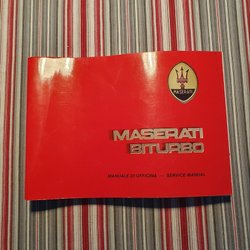 MASERATI
MASERATI
BITURBO
MANUALE DI OFFICINA — SERVICE MANUAL